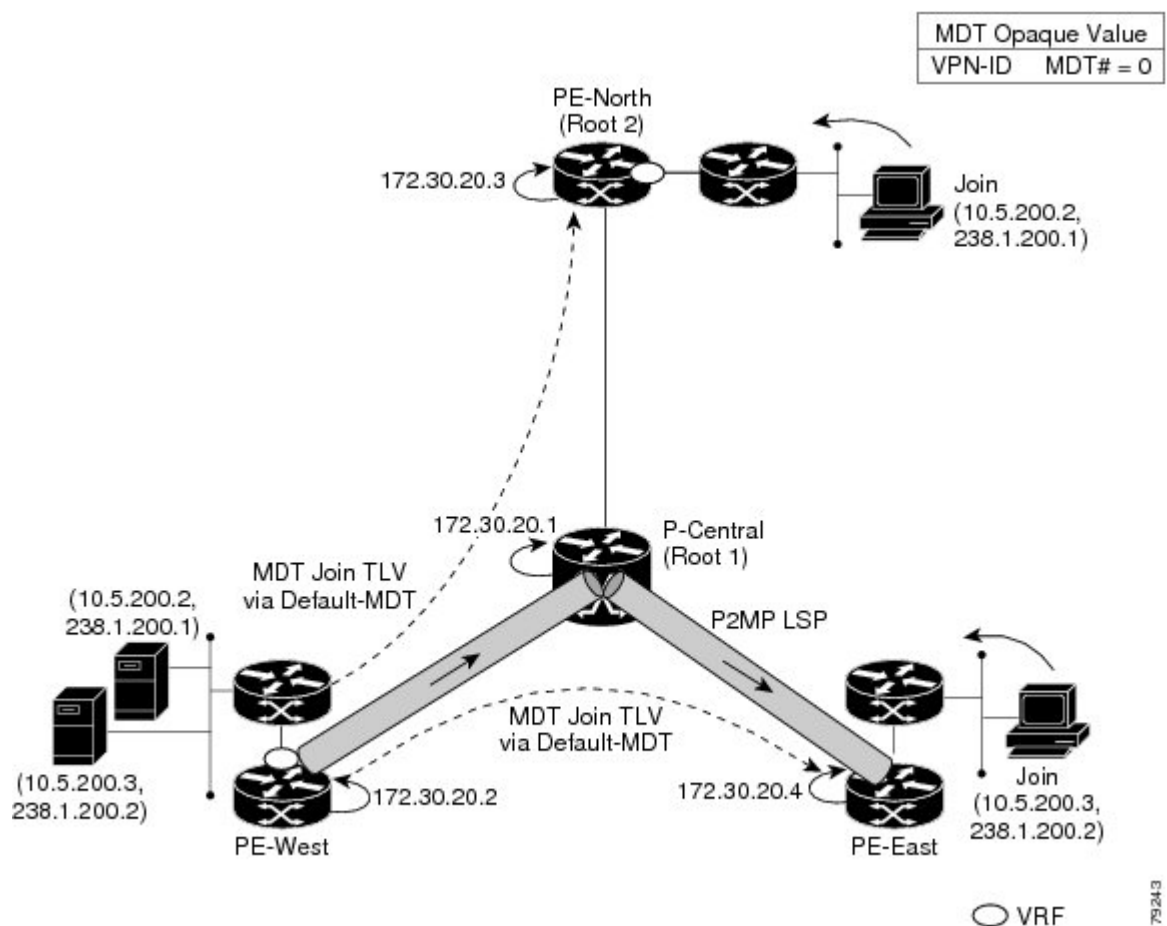 MDT Opaque Value
VPN-ID MDT# = 0
PE-North
(Root 2)
172.30.20.3
Join
(10.5.200.2,
238.1.200.1)
172.30.20.1
P-Central
(Root 1)
MDT Join TLV
via Default-MDT
(10.5.200.2,
238.1.200.1)
P2MP LSP
MDT Join TLV
via Default-MDT
(10.5.200.3,
238.1.200.2)
172.30.20.2
172.30.20.4
Join
(10.5.200.3,
238.1.200.2)
PE-West
PE-East
VRF
79243